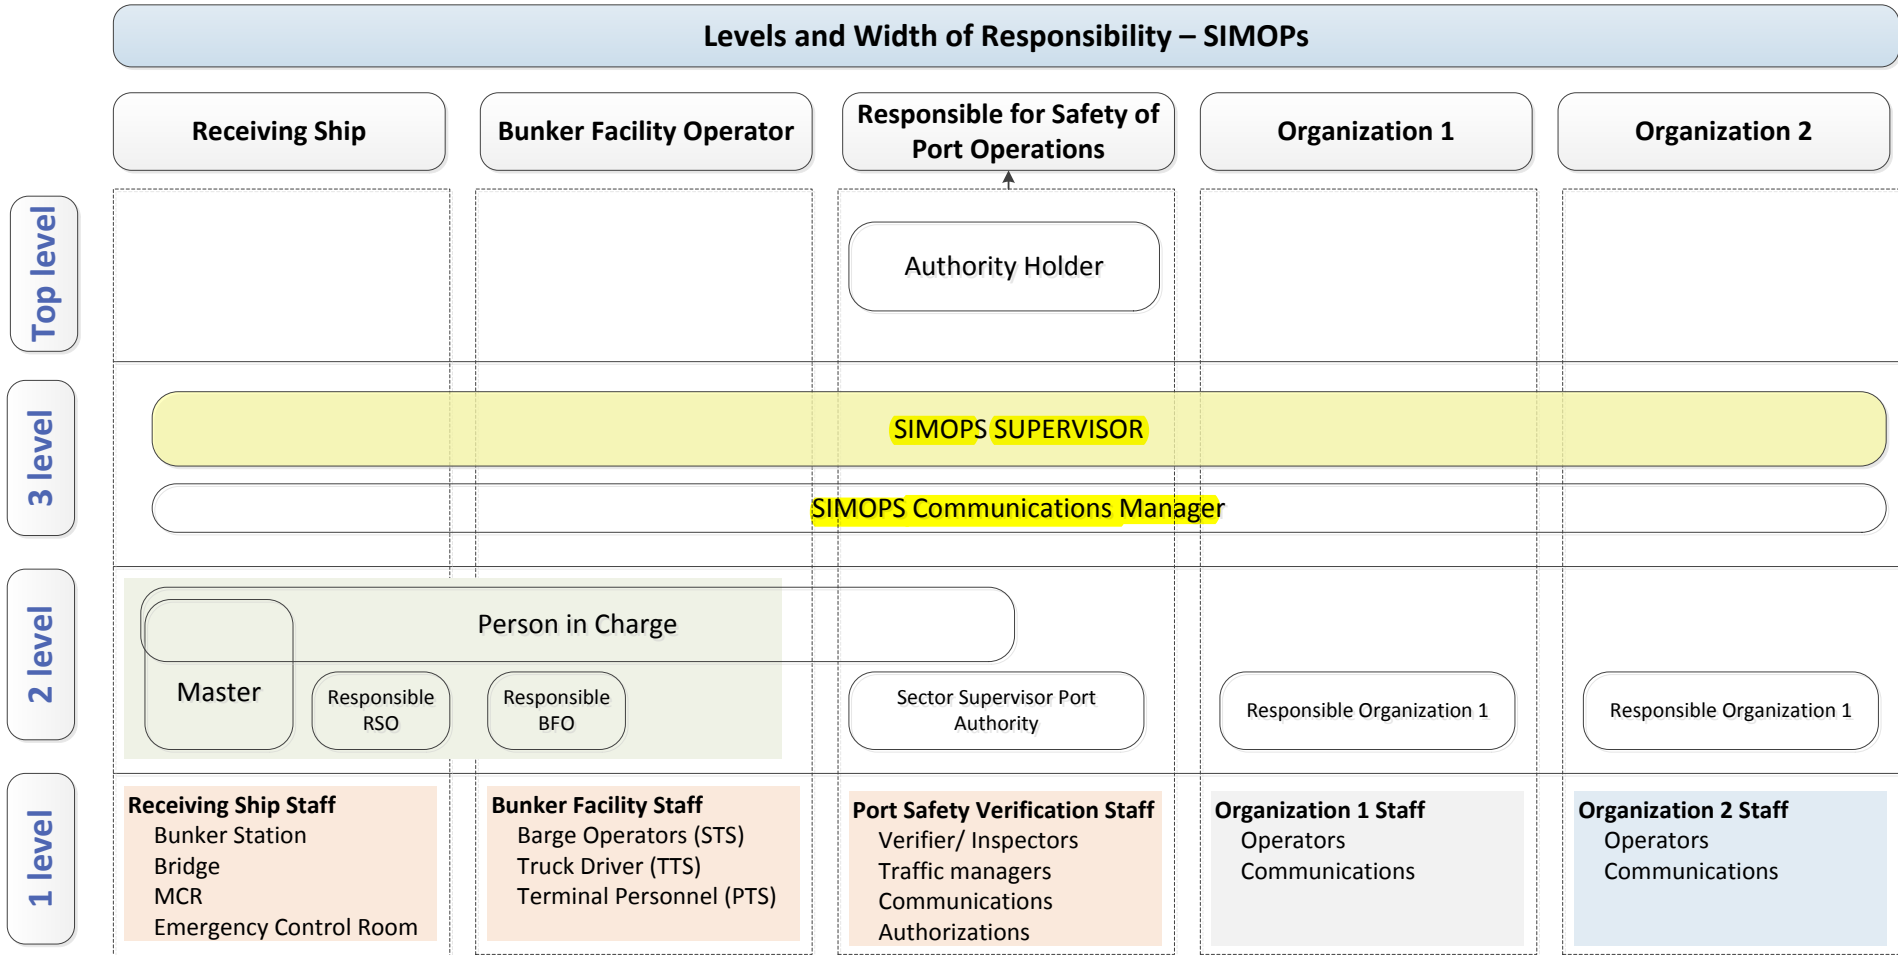 Levels and Width of Responsibility – SIMOPs
Receiving Ship
Bunker Facility Operator
Responsible for Safety of
Port Operations
Organization 1
Organization 2
Top level
Authority Holder
3 level
SIMOPS SUPERVISOR
SIMOPS Communications Manager
2 level
Person in Charge
Master
Responsible
RSO
Responsible
BFO
Sector Supervisor Port
Authority
Responsible Organization 1
Responsible Organization 1
1 level
Receiving Ship Staff
Bunker Station
Bridge
MCR
Emergency Control Room
Bunker Facility Staff
Barge Operators (STS)
Truck Driver (TTS)
Terminal Personnel (PTS)
Port Safety Verification Staff
Verifier/ Inspectors
Traffic managers
Communications
Authorizations
Organization 1 Staff
Operators
Communications
Organization 2 Staff
Operators
Communications